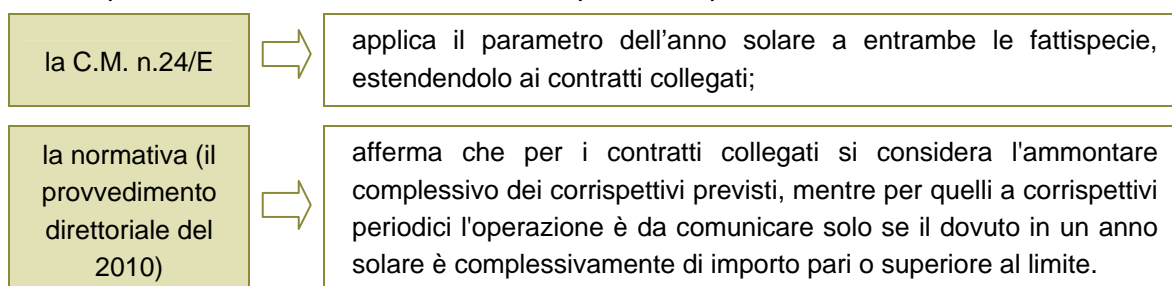 la C.M. n.24/E
applica il parametro dell'anno solare a entrambe le fattispecie,
estendendolo ai contratti collegati;
la normativa (il
provvedimento
direttoriale del
2010)
afferma che per i contratti collegati si considera l'ammontare
complessivo dei corrispettivi previsti, mentre per quelli a corrispettivi
periodici l'operazione è da comunicare solo se il dovuto in un anno
solare è complessivamente di importo pari o superiore al limite.